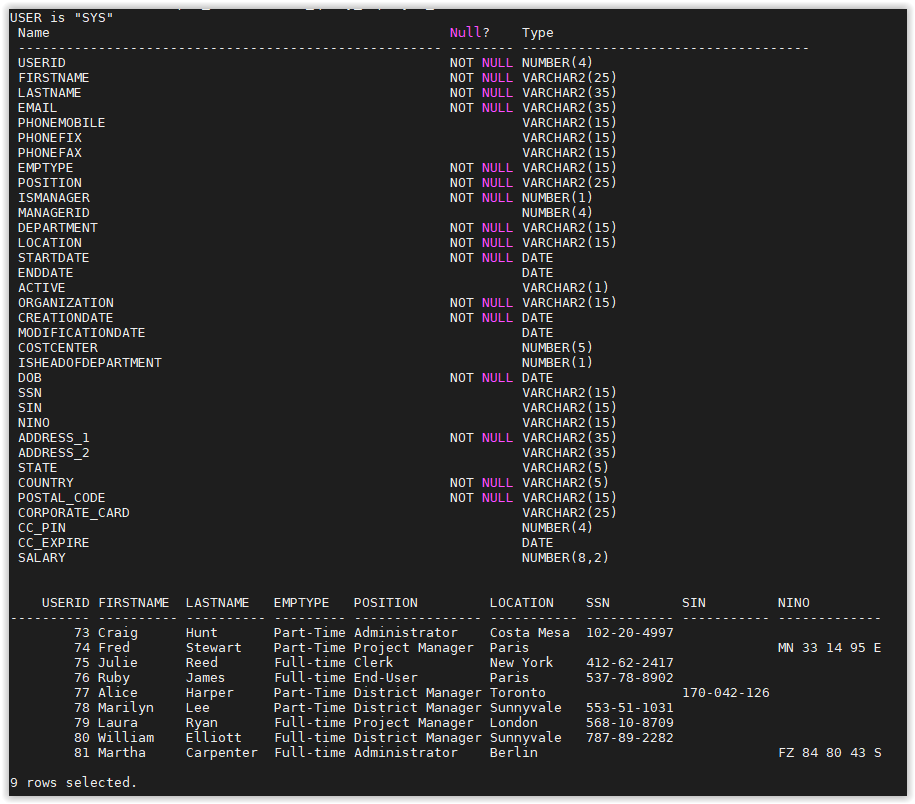 USER is "SYS"
Name Null? Type
----------------------------------------------------- -------- ------------------------------------
USERID NOT NULL NUMBER(4)
FIRSTNAME NOT NULL VARCHAR2(25)
LASTNAME NOT NULL VARCHAR2(35)
EMAIL NOT NULL VARCHAR2(35)
PHONEMOBILE VARCHAR2(15)
PHONEFIX VARCHAR2(15)
PHONEFAX VARCHAR2(15)
EMPTYPE NOT NULL VARCHAR2(15)
POSITION NOT NULL VARCHAR2(25)
ISMANAGER NOT NULL NUMBER(1)
MANAGERID NUMBER(4)
DEPARTMENT NOT NULL VARCHAR2(15)
LOCATION NOT NULL VARCHAR2(15)
STARTDATE NOT NULL DATE
ENDDATE DATE
ACTIVE VARCHAR2(1)
ORGANIZATION NOT NULL VARCHAR2(15)
CREATIONDATE NOT NULL DATE
MODIFICATIONDATE DATE
COSTCENTER NUMBER(5)
ISHEADOFDEPARTMENT NUMBER(1)
DOB NOT NULL DATE
SSN VARCHAR2(15)
SIN VARCHAR2(15)
NINO VARCHAR2(15)
ADDRESS_1 NOT NULL VARCHAR2(35)
ADDRESS_2 VARCHAR2(35)
STATE VARCHAR2(5)
COUNTRY NOT NULL VARCHAR2(5)
POSTAL_CODE NOT NULL VARCHAR2(15)
CORPORATE_CARD VARCHAR2(25)
CC_PIN NUMBER(4)
CC_EXPIRE DATE
SALARY NUMBER(8,2)
USERID FIRSTNAME LASTNAME EMPTYPE POSITION LOCATION SSN SIN NINO
---------- ---------- ---------- --------- ---------------- ----------- ----------- ----------- -------------
73 Craig Hunt Part-Time Administrator Costa Mesa 102-20-4997
74 Fred Stewart Part-Time Project Manager Paris MN 33 14 95 E
75 Julie Reed Full-time Clerk New York 412-62-2417
76 Ruby James Full-time End-User Paris 537-78-8902
77 Alice Harper Part-Time District Manager Toronto 170-042-126
78 Marilyn Lee Part-Time District Manager Sunnyvale 553-51-1031
79 Laura Ryan Full-time Project Manager London 568-10-8709
80 William Elliott Full-time District Manager Sunnyvale 787-89-2282
81 Martha Carpenter Full-time Administrator Berlin FZ 84 80 43 S
9 rows selected.